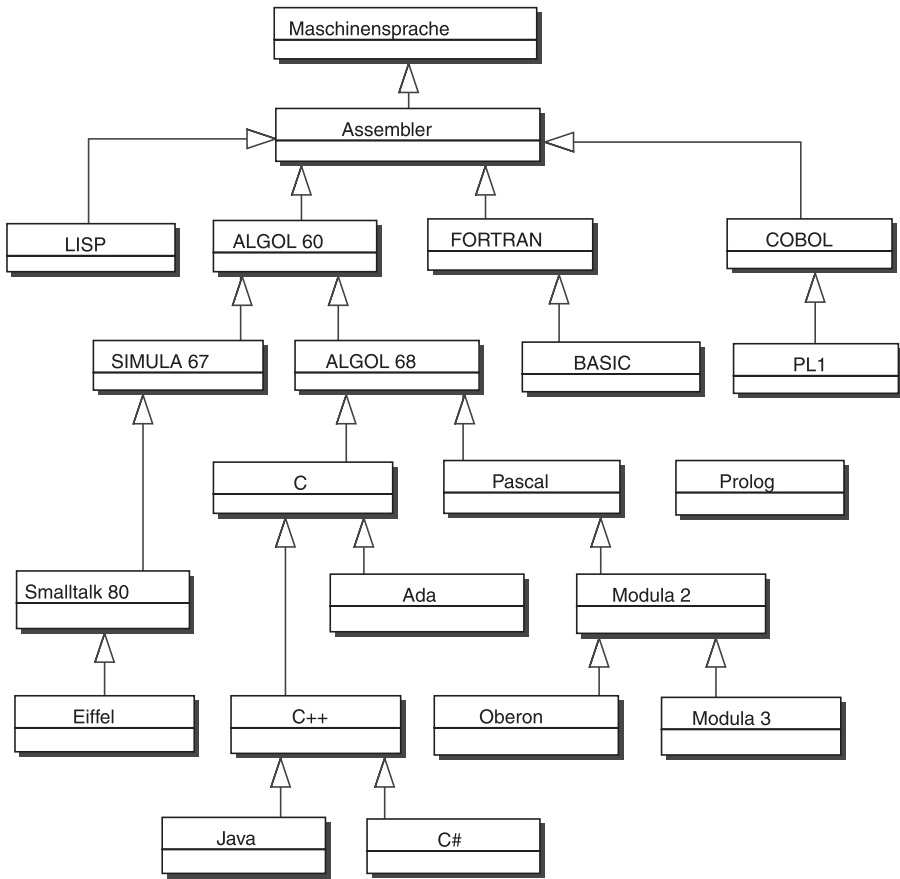 Maschinensprache
Assembler
LISP
ALGOL 60
FORTRAN
COBOL
SIMULA 67
ALGOL 68
BASIC
PL1
C
Pascal
Prolog
Smalltalk 80
Ada
Modula 2
Eiffel
C++
Oberon
Modula 3
Java
C#